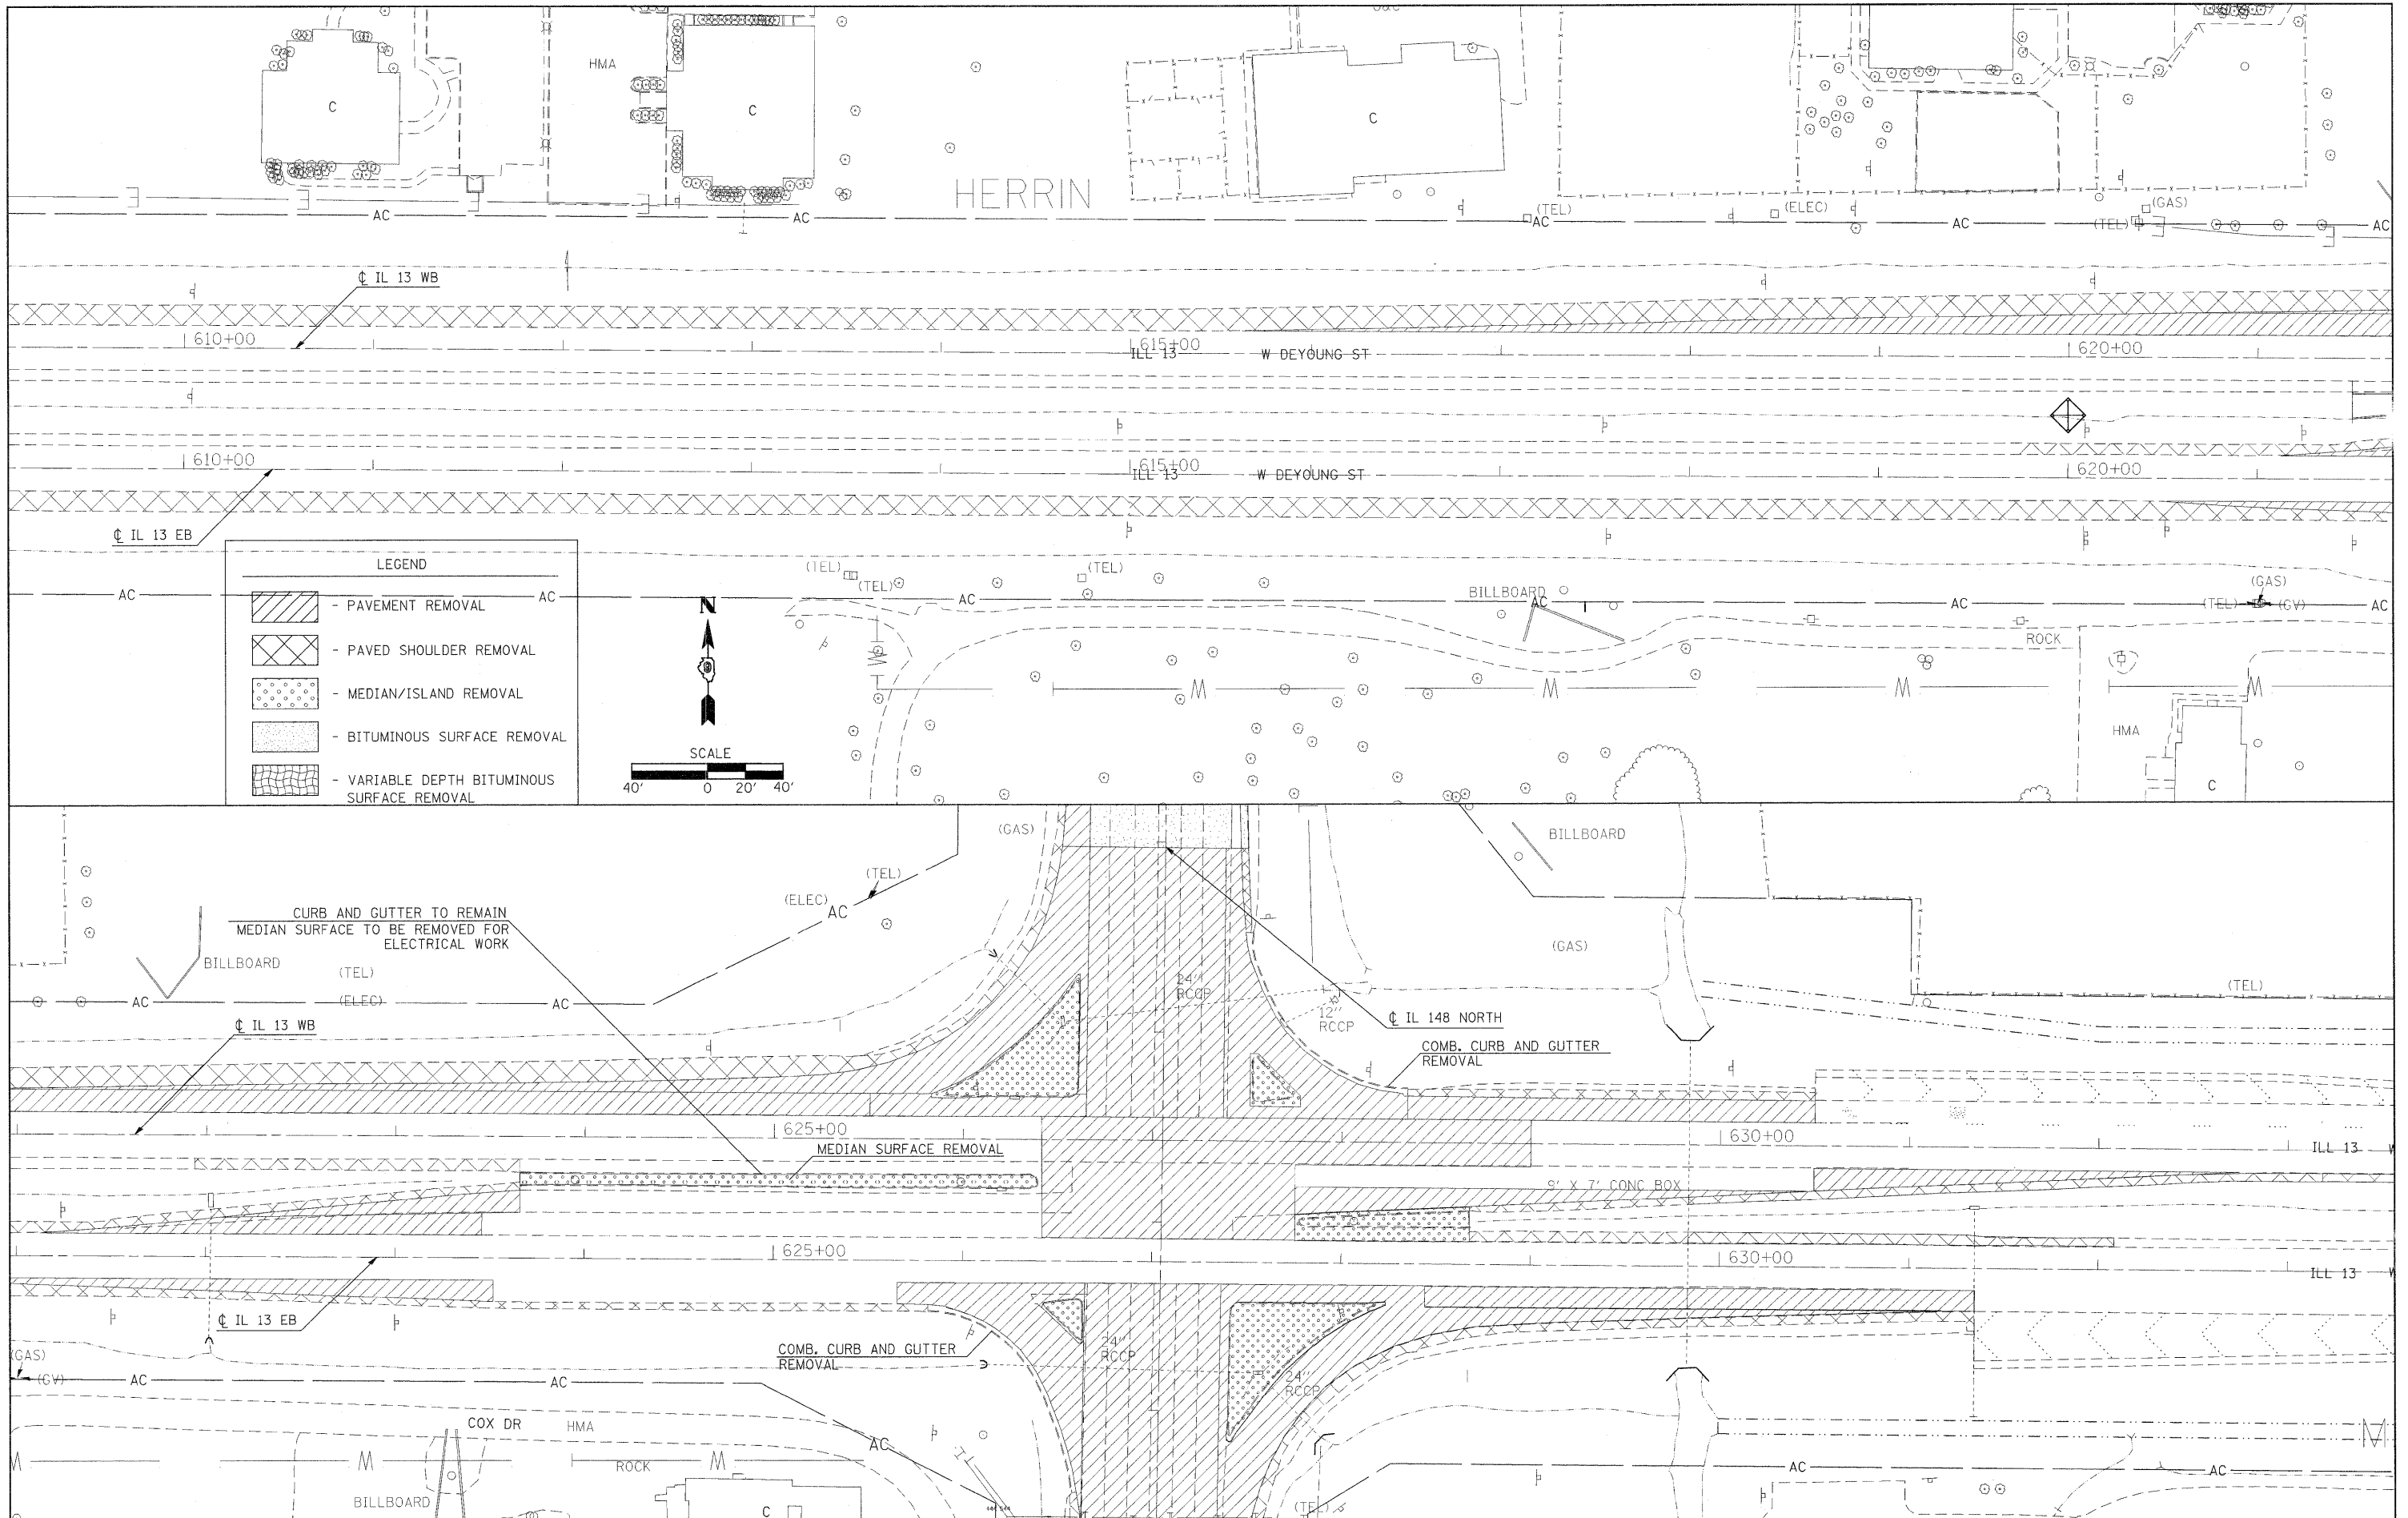 C
HMA
C
HERRIN
C
AC
AC
(TEL)
AC
(ELEC)
AC
(GAS)
(TEL)
AC
℄ IL 13 WB
610+00
615+00
ILL 13
W DEYOUNG ST
620+00
610+00
615+00
ILL 13
W DEYOUNG ST
620+00
℄ IL 13 EB
LEGEND
- PAVEMENT REMOVAL
- PAVED SHOULDER REMOVAL
- MEDIAN/ISLAND REMOVAL
- BITUMINOUS SURFACE REMOVAL
- VARIABLE DEPTH BITUMINOUS
SURFACE REMOVAL
AC
AC
N
SCALE
40' 0 20' 40'
(TEL)
(TEL)
(TEL)
AC
BILLBOARD
AC
AC
(GAS)
(TEL)
(GV)
AC
ROCK
M
M
M
M
HMA
C
(GAS)
(TEL)
(ELEC)
AC
BILLBOARD
CURB AND GUTTER TO REMAIN
MEDIAN SURFACE TO BE REMOVED FOR
ELECTRICAL WORK
BILLBOARD
(TEL)
(ELEC)
AC
AC
(GAS)
(TEL)
24"
RCCP
12"
RCCP
℄ IL 148 NORTH
COMB. CURB AND GUTTER
REMOVAL
℄ IL 13 WB
625+00
630+00
ILL 13
W
MEDIAN SURFACE REMOVAL
9' X 7' CONC BOX
625+00
630+00
ILL 13
W
℄ IL 13 EB
COMB. CURB AND GUTTER
REMOVAL
24"
RCCP
24"
RCCP
(GAS)
(GV)
AC
AC
COX DR
HMA
AC
M
M
M
M
ROCK
BILLBOARD
C
(TEL)
AC
AC